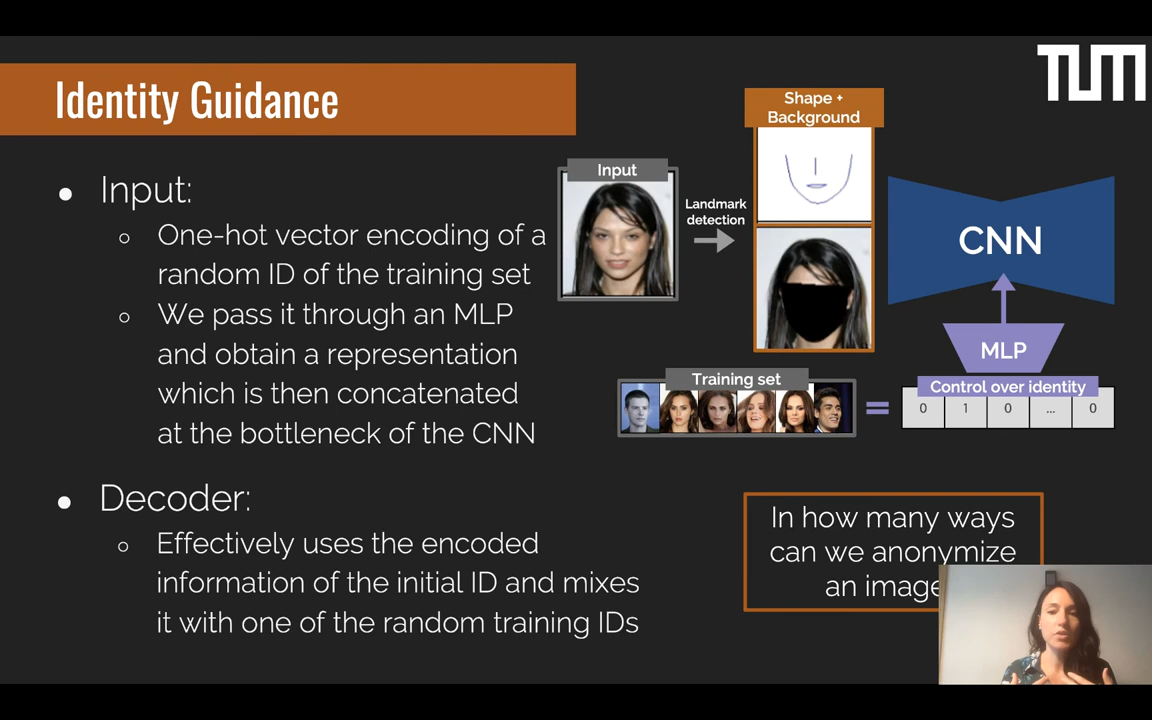 TUM
Identity Guidance
● Input:
○ One-hot vector encoding of a
random ID of the training set
○ We pass it through an MLP
and obtain a representation
which is then concatenated
at the bottleneck of the CNN
● Decoder:
○ Effectively uses the encoded
information of the initial ID and mixes
it with one of the random training IDs
Input
Landmark
detection
Shape +
Background
CNN
MLP
Training set
=
Control over identity
0 1 0 ... 0
In how many ways
can we anonymize
an image